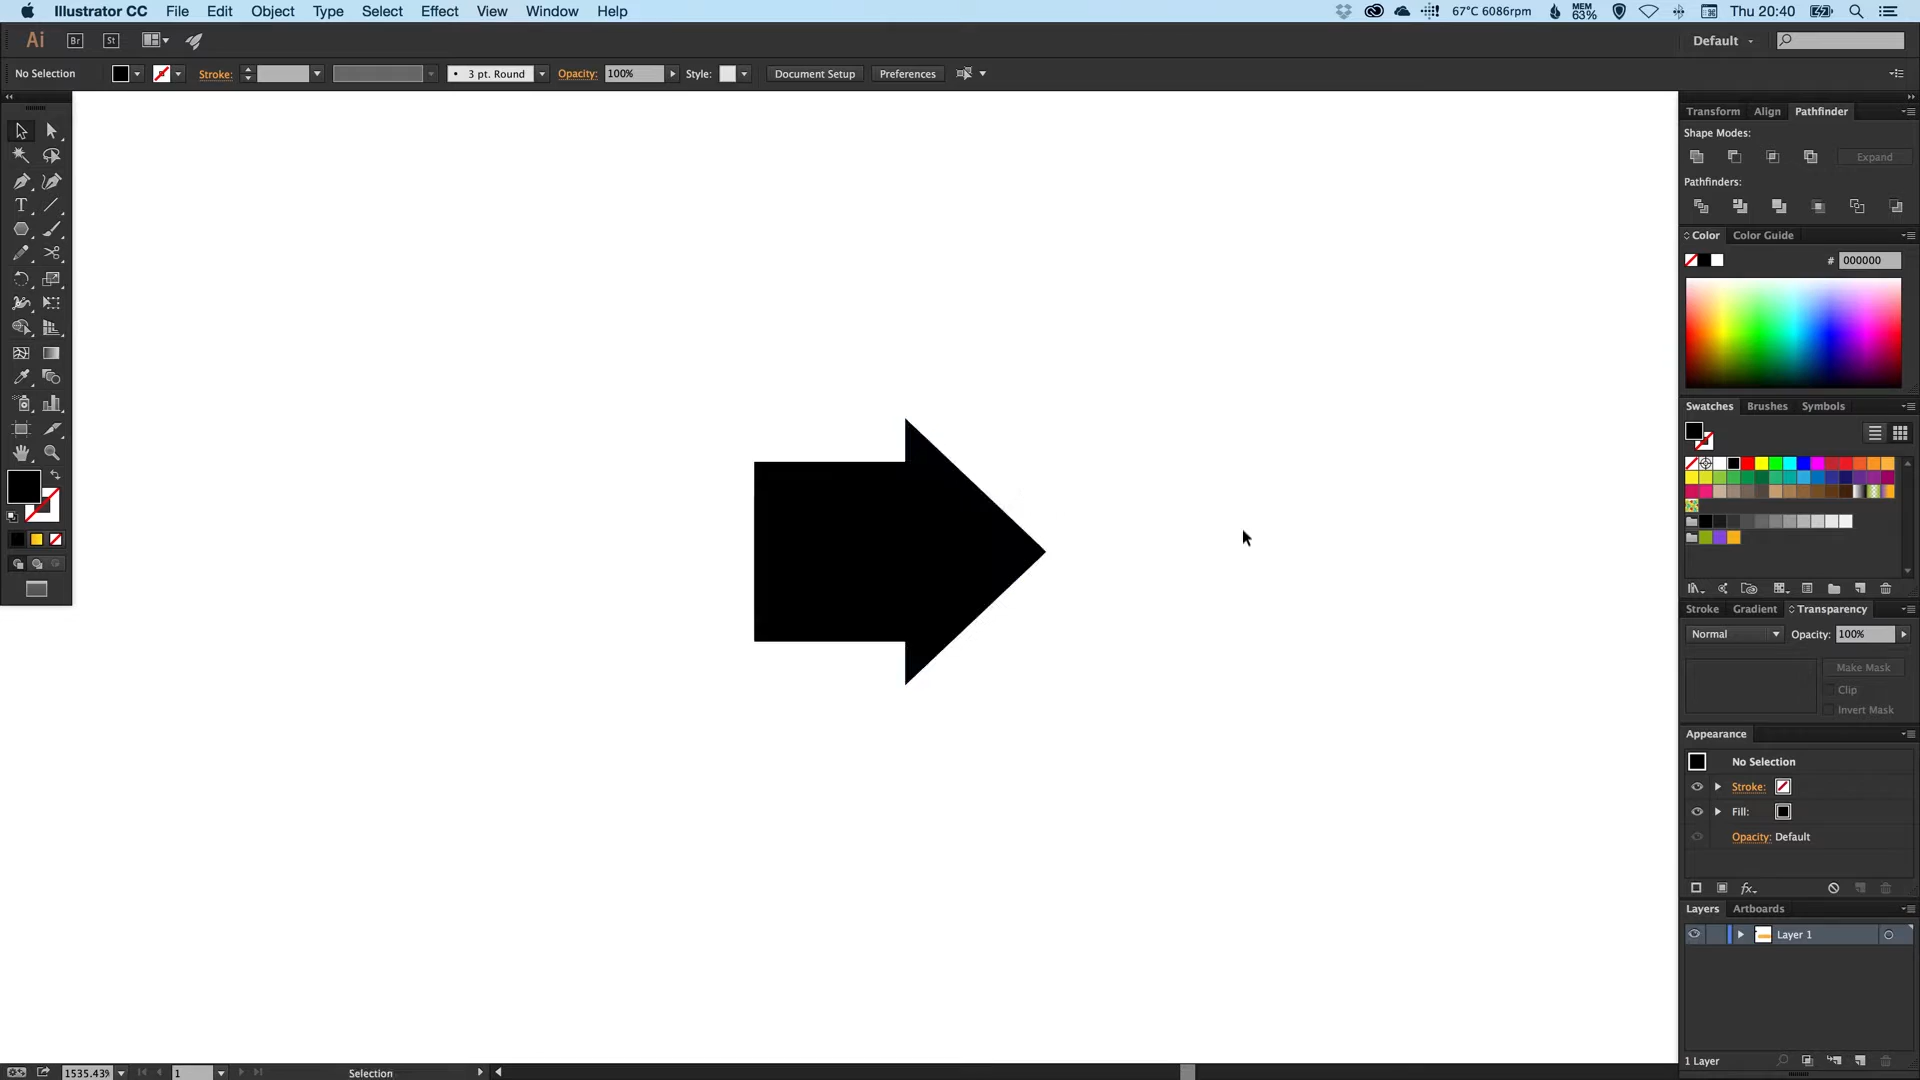 Illustrator CC File Edit Object Type Select Effect View Window Help 67°C 6086rpm MEM 63% Thu 20:40
Ai Br St Default
No Selection Stroke: 3 pt. Round Opacity: 100% Style: Document Setup Preferences
Transform Align Pathfinder
Shape Modes:
Expand
Pathfinders:
Color Color Guide
# 000000
Swatches Brushes Symbols
Stroke Gradient Transparency
Normal Opacity: 100%
Make Mask
Clip
Invert Mask
Appearance
No Selection
Stroke:
Fill:
Opacity: Default
fx
Layers Artboards
Layer 1
1 Layer
1535.43% 1 Selection